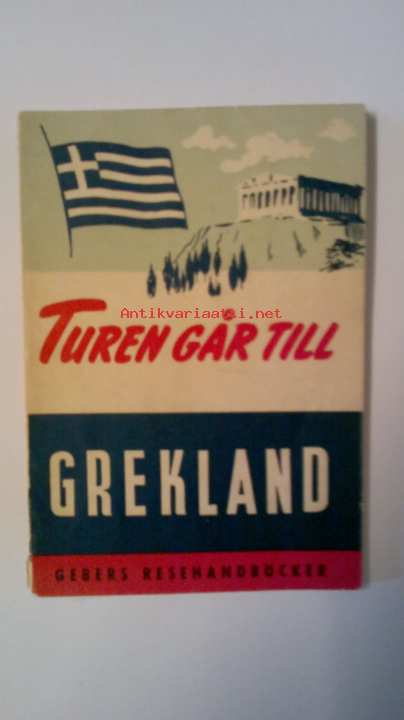 Antikvariaatti.net
TUREN GÅR TILL
GREKLAND
GEBERS RESEHANDBÖCKER